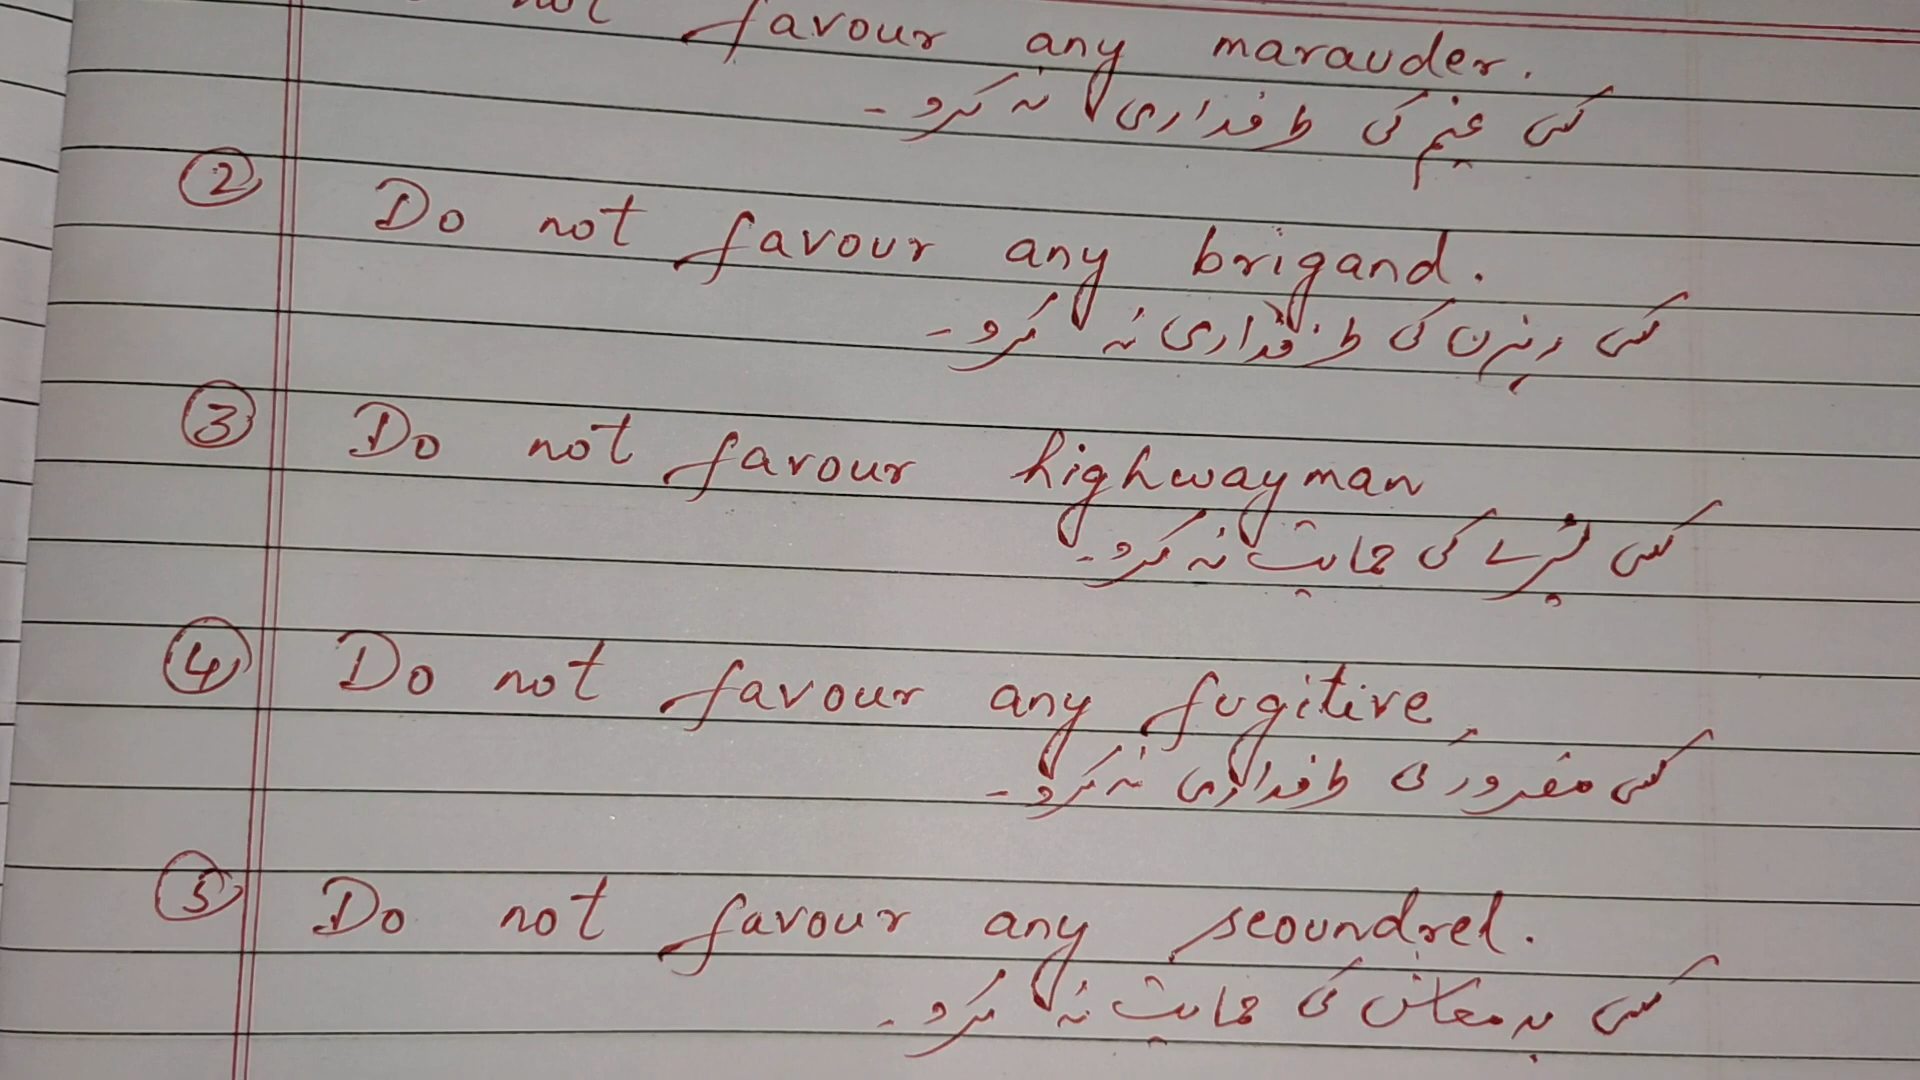 not favour any marauder.
کسی غنیم کی طرفداری نہ کرو۔
② Do not favour any brigand.
کسی رہزن کی طرفداری نہ کرو۔
③ Do not favour highwayman
کسی لٹیرے کی حمایت نہ کرو۔
④ Do not favour any fugitive.
کسی مفرور کی طرفداری نہ کرو۔
⑤ Do not favour any scoundrel.
کسی بدمعاش کی حمایت نہ کرو۔